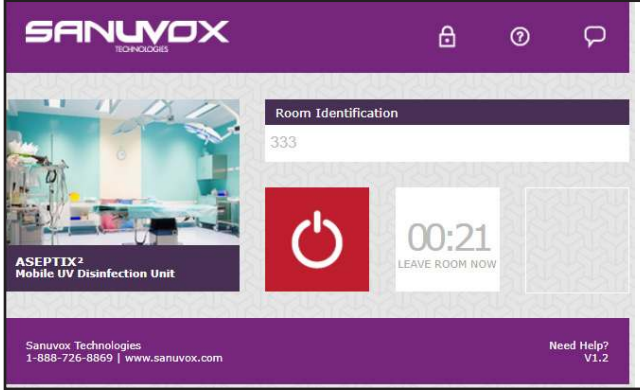 SANUVOX
TECHNOLOGIES
?
Room Identification
333
00:21
LEAVE ROOM NOW
ASEPTIX²
Mobile UV Disinfection Unit
Sanuvox Technologies
1-888-726-8869 | www.sanuvox.com
Need Help?
V1.2